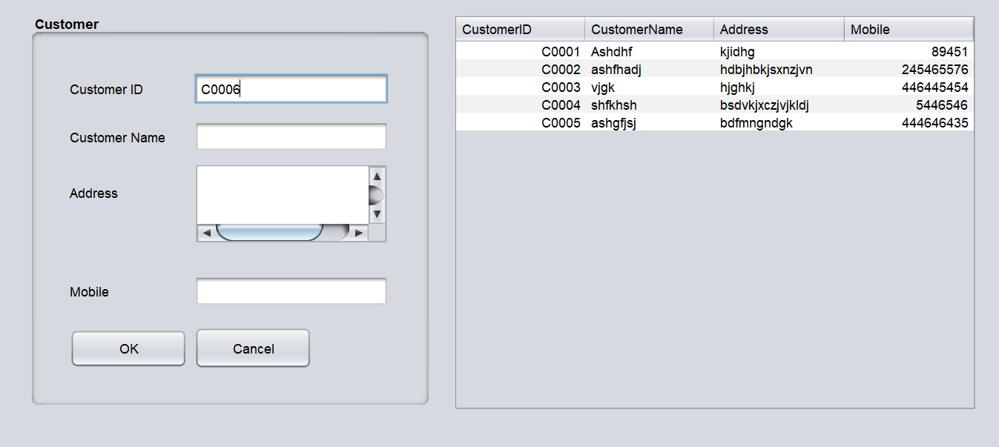 Customer
Customer ID C0006
Customer Name
Address
Mobile
OK Cancel
CustomerID CustomerName Address Mobile
C0001 Ashdhf kjidhg 89451
C0002 ashfhadj hdbjhbkjsxnzjvn 245465576
C0003 vjgk hjghkj 446445454
C0004 shfkhsh bsdvkjxczjvjkldj 5446546
C0005 ashgfjsj bdfmngndgk 444646435